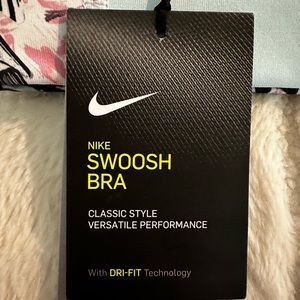 NIKE
SWOOSH
BRA
CLASSIC STYLE
VERSATILE PERFORMANCE
With DRI-FIT Technology